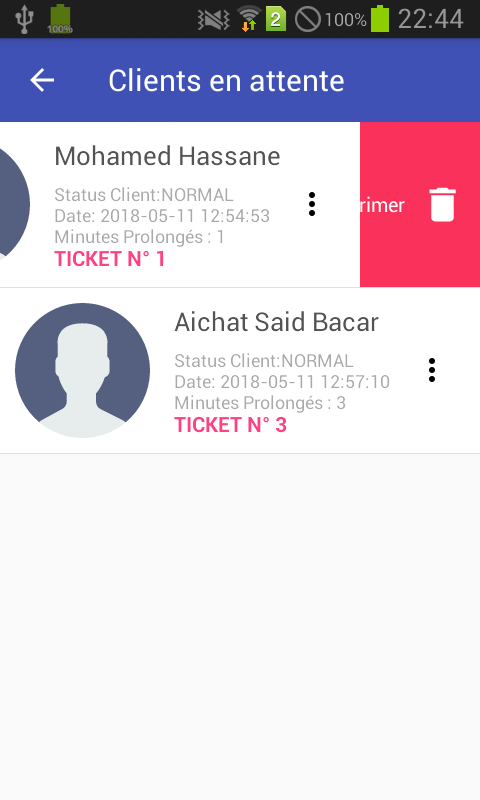 100% 2 100% 22:44
Clients en attente
Mohamed Hassane
Status Client:NORMAL
Date: 2018-05-11 12:54:53
Minutes Prolongés : 1
TICKET N° 1
rimer
Aichat Said Bacar
Status Client:NORMAL
Date: 2018-05-11 12:57:10
Minutes Prolongés : 3
TICKET N° 3